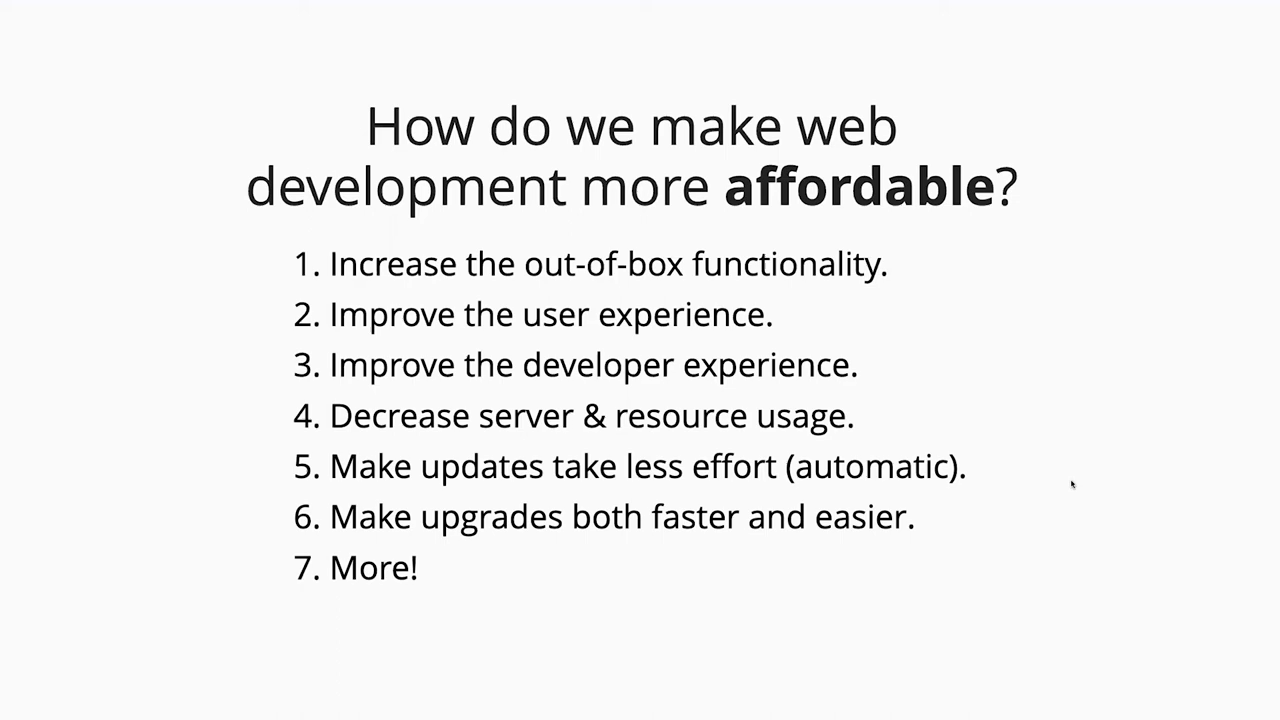 How do we make web
development more affordable?
1. Increase the out-of-box functionality.
2. Improve the user experience.
3. Improve the developer experience.
4. Decrease server & resource usage.
5. Make updates take less effort (automatic).
6. Make upgrades both faster and easier.
7. More!